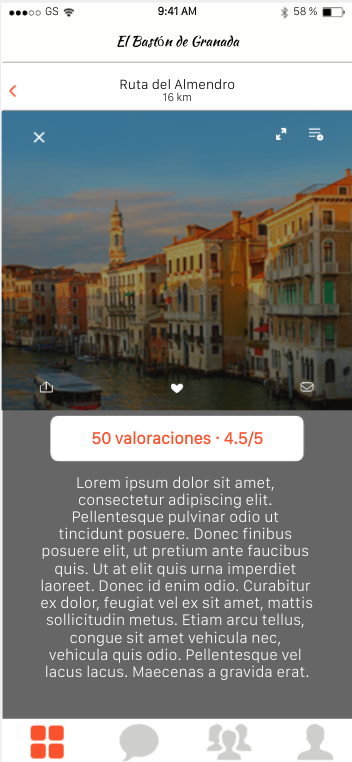 GS 9:41 AM 58 %
El Bastón de Granada
Ruta del Almendro
16 km
50 valoraciones · 4.5/5
Lorem ipsum dolor sit amet,
consectetur adipiscing elit.
Pellentesque pulvinar odio ut
tincidunt posuere. Donec finibus
posuere elit, ut pretium ante faucibus
quis. Ut at elit quis urna imperdiet
laoreet. Donec id enim odio. Curabitur
ex dolor, feugiat vel ex sit amet, mattis
sollicitudin metus. Etiam arcu tellus,
congue sit amet vehicula nec,
vehicula quis odio. Pellentesque vel
lacus lacus. Maecenas a gravida erat.